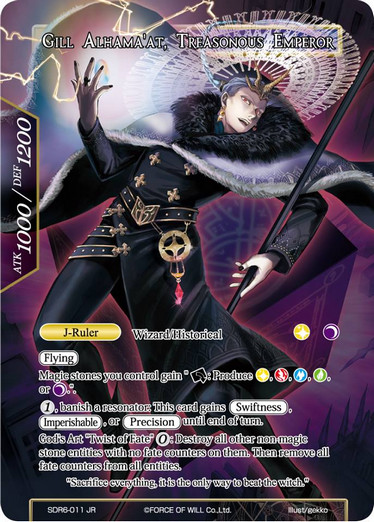 Gill Alhama'at, Treasonous Emperor
ATK 1000 / DEF 1200
J-Ruler Wizard/Historical
Flying
Magic stones you control gain " : Produce , , , ,
or .".
1, banish a resonator: This card gains Swiftness,
Imperishable, or Precision until end of turn.
God's Art "Twist of Fate" 0: Destroy all other non-magic
stone entities with no fate counters on them. Then remove all
fate counters from all entities.
"Sacrifice everything, it is the only way to beat the witch."
SDR6-011 JR ©FORCE OF WILL Co.,Ltd. Illust/gekko